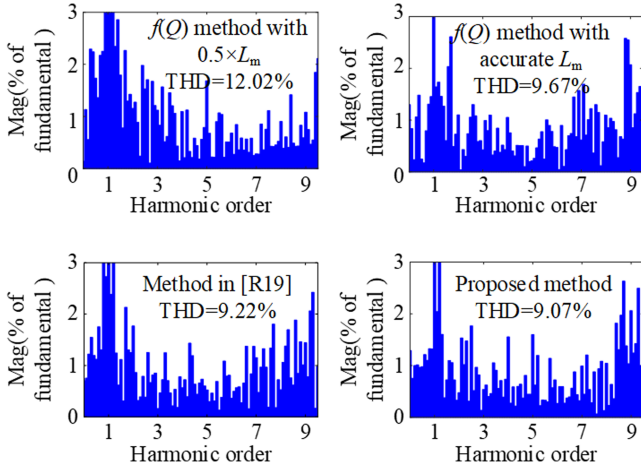 f(Q) method with
0.5×Lm
THD=12.02%
Mag(% of
fundamental )
3
2
1
0
1 3 5 7 9
Harmonic order
f(Q) method with
accurate Lm
THD=9.67%
Mag(% of
fundamental )
3
2
1
0
1 3 5 7 9
Harmonic order
Method in [R19]
THD=9.22%
Mag(% of
fundamental )
3
2
1
0
1 3 5 7 9
Harmonic order
Proposed method
THD=9.07%
Mag(% of
fundamental )
3
2
1
0
1 3 5 7 9
Harmonic order